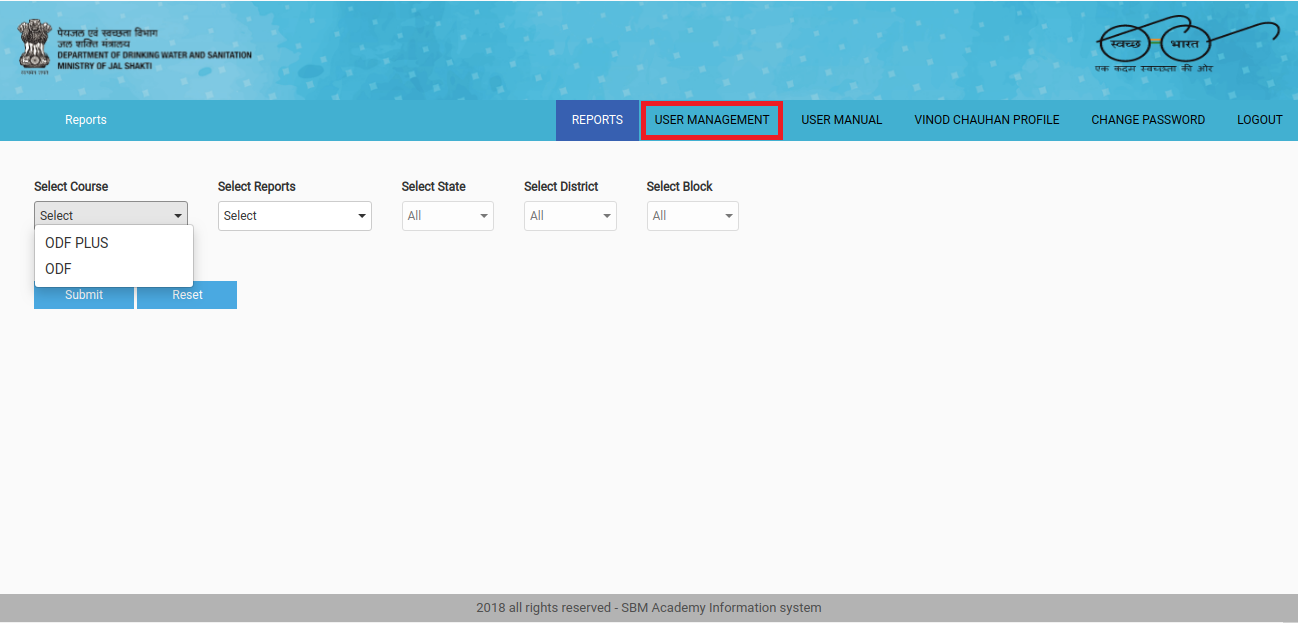 पेयजल एवं स्वच्छता विभाग
जल शक्ति मंत्रालय
DEPARTMENT OF DRINKING WATER AND SANITATION
MINISTRY OF JAL SHAKTI
स्वच्छ भारत
एक कदम स्वच्छता की ओर
Reports REPORTS USER MANAGEMENT USER MANUAL VINOD CHAUHAN PROFILE CHANGE PASSWORD LOGOUT
Select Course Select Reports Select State Select District Select Block
Select Select All All All
ODF PLUS
ODF
Submit Reset
2018 all rights reserved - SBM Academy Information system